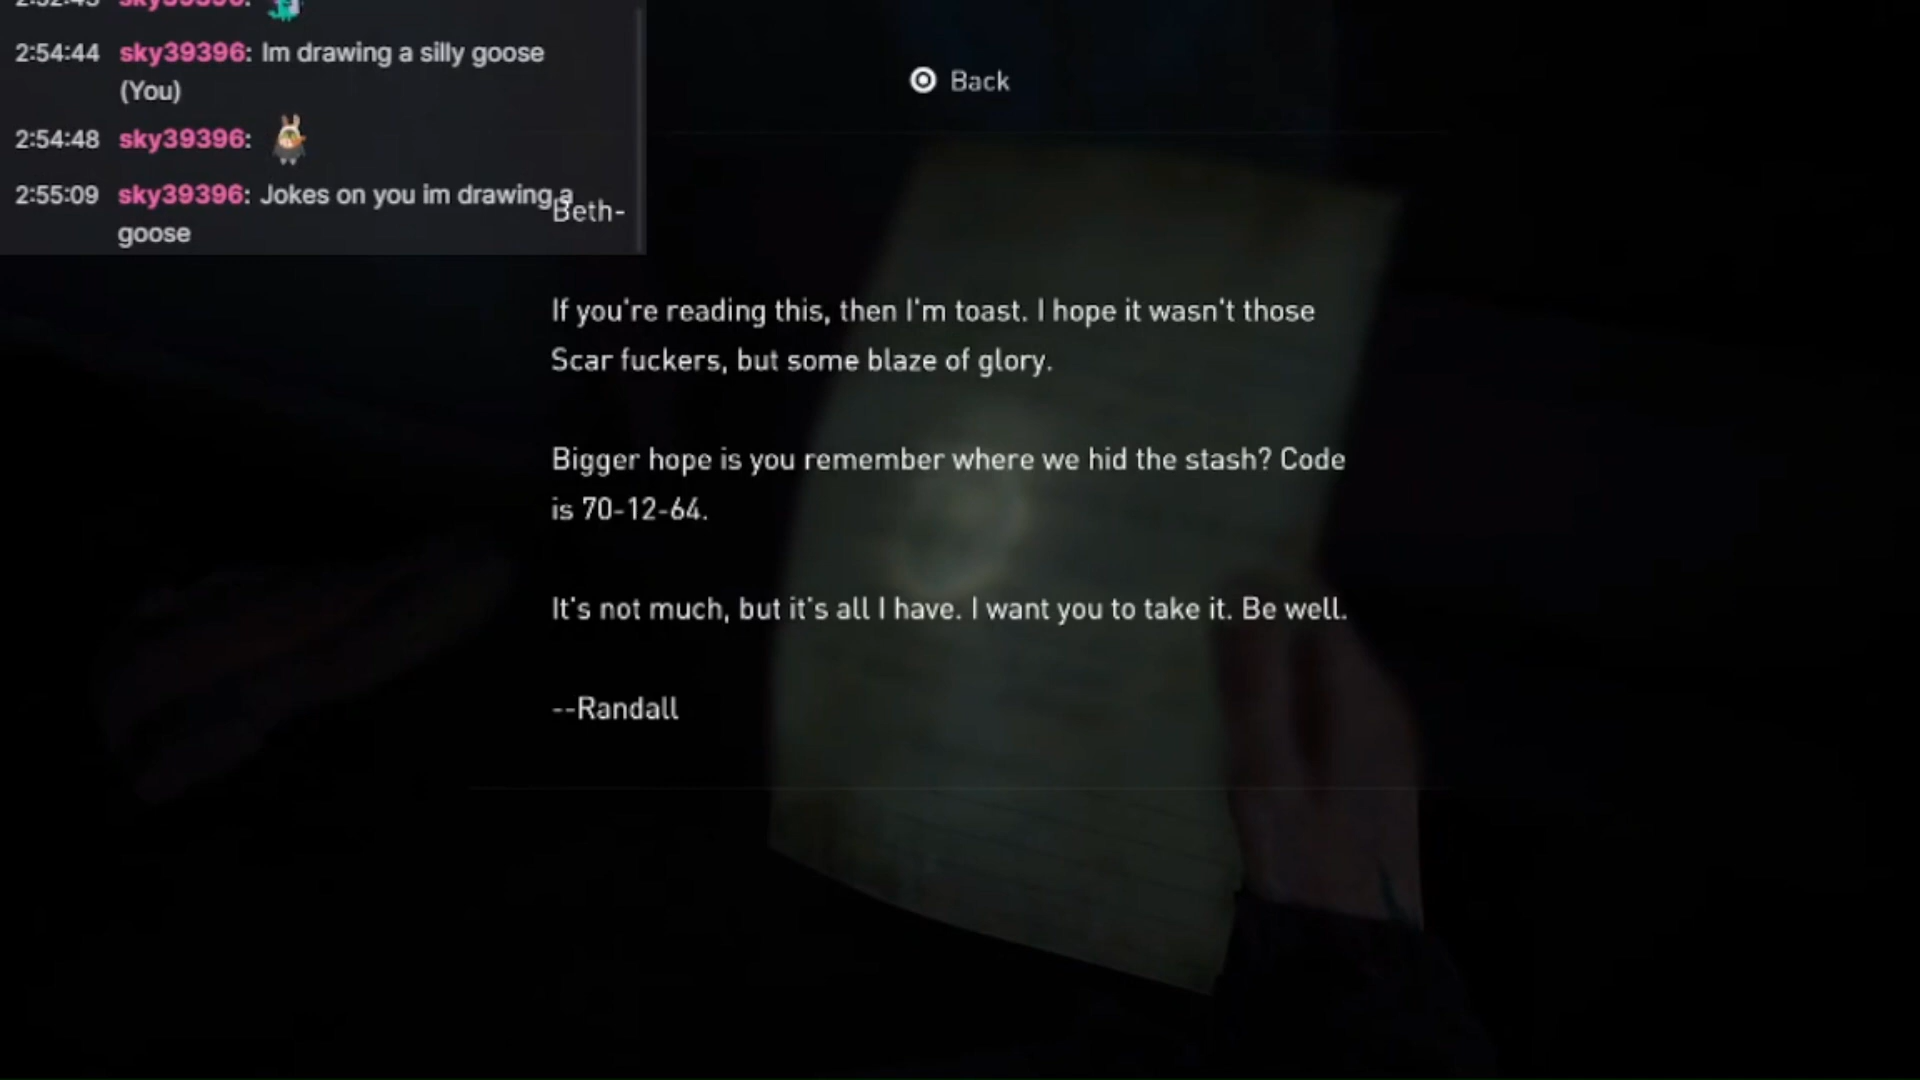 2:54:44 sky39396: Im drawing a silly goose
(You)
2:54:48 sky39396:
2:55:09 sky39396: Jokes on you im drawing a
goose
Back
Beth-
If you're reading this, then I'm toast. I hope it wasn't those
Scar fuckers, but some blaze of glory.
Bigger hope is you remember where we hid the stash? Code
is 70-12-64.
It's not much, but it's all I have. I want you to take it. Be well.
--Randall